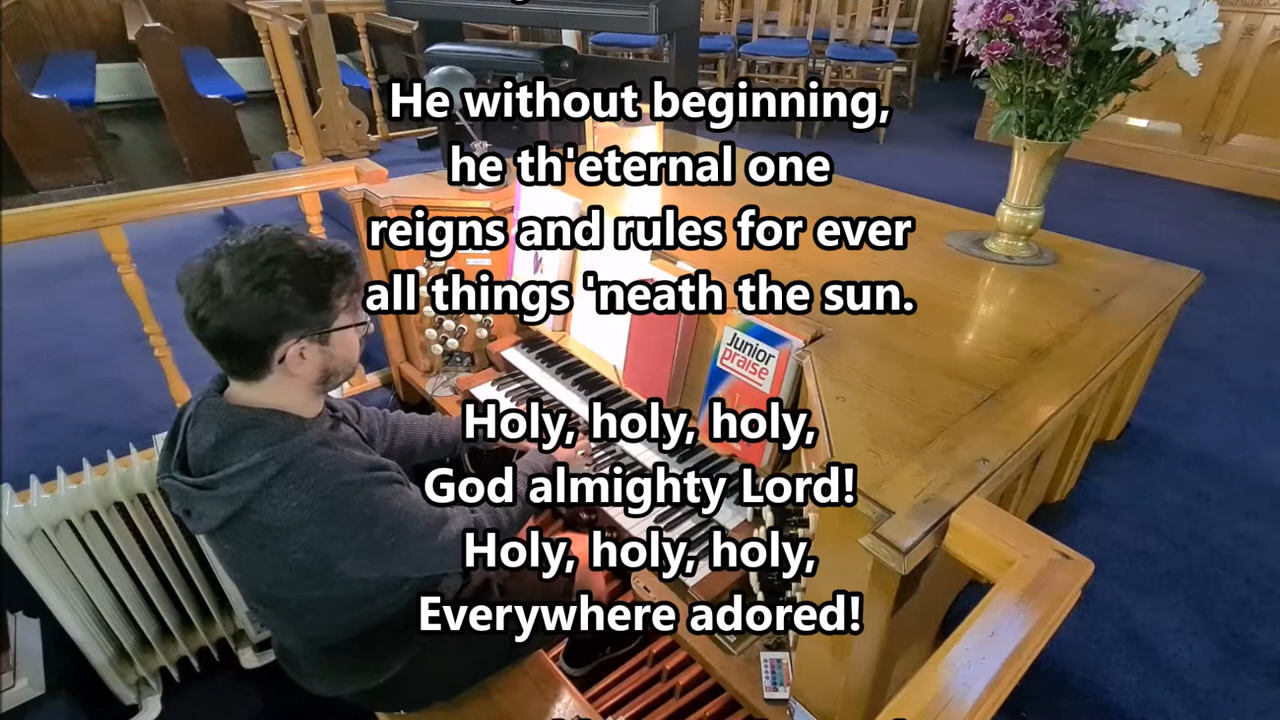 He without beginning,
he th'eternal one
reigns and rules for ever
all things 'neath the sun.
Junior
praise
Holy, holy, holy,
God almighty Lord!
Holy, holy, holy,
Everywhere adored!